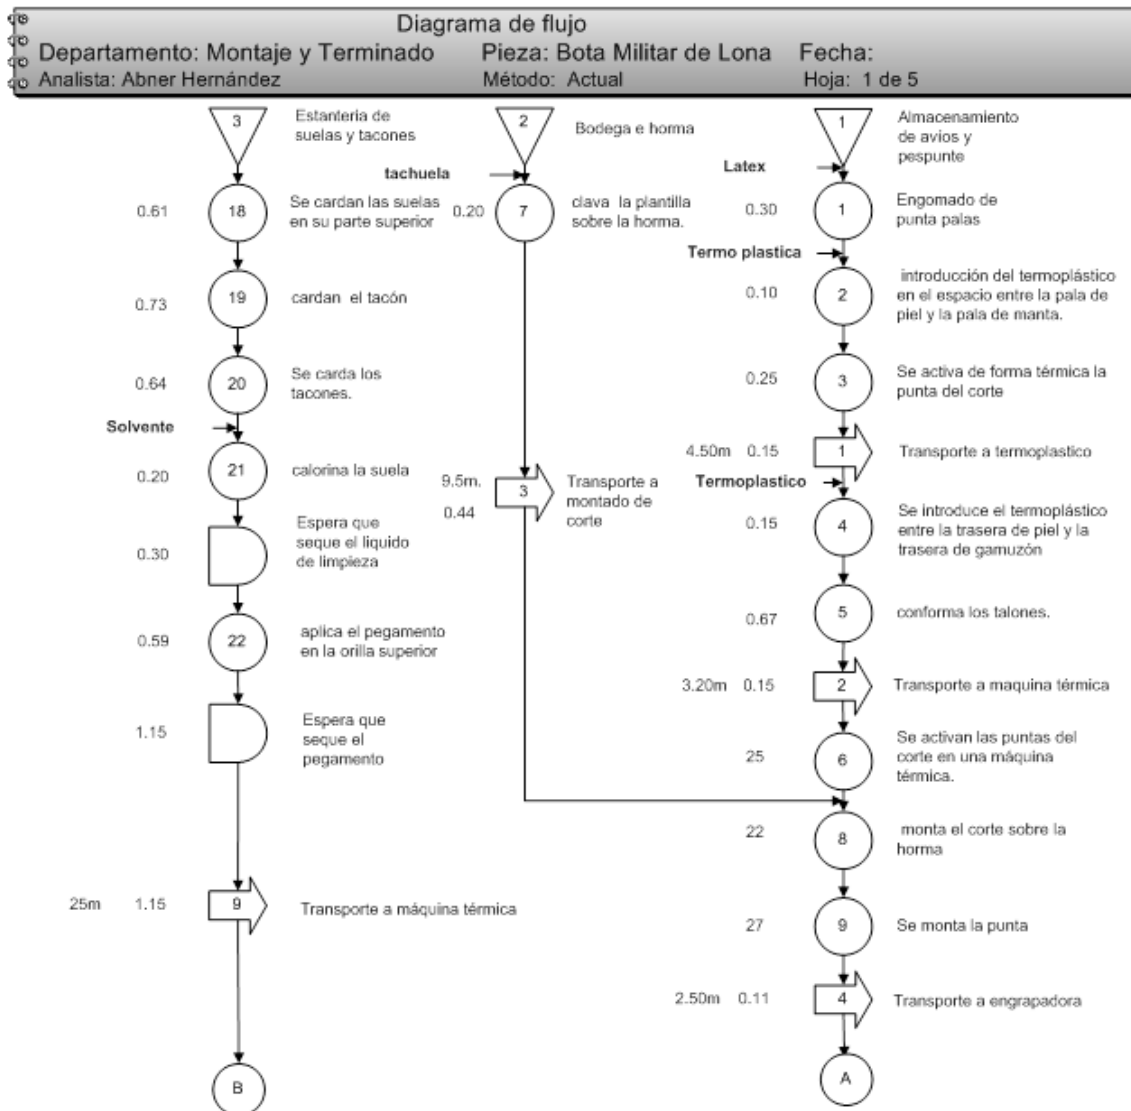 Diagrama de flujo
Departamento: Montaje y Terminado Pieza: Bota Militar de Lona Fecha:
Analista: Abner Hernández Método: Actual Hoja: 1 de 5
3
Estantería de
suelas y tacones
0.61
18
Se cardan las suelas
en su parte superior
0.73
19
cardan el tacón
0.64
20
Se carda los
tacones.
Solvente
0.20
21
calorina la suela
0.30
Espera que
seque el liquido
de limpieza
0.59
22
aplica el pegamento
en la orilla superior
1.15
Espera que
seque el
pegamento
25m 1.15
9
Transporte a máquina térmica
B
2
Bodega e horma
tachuela
0.20
7
clava la plantilla
sobre la horma.
9.5m.
0.44
3
Transporte a
montado de
corte
1
Almacenamiento
de avíos y
pespunte
Latex
0.30
1
Engomado de
punta palas
Termo plastica
0.10
2
introducción del termoplástico
en el espacio entre la pala de
piel y la pala de manta.
0.25
3
Se activa de forma térmica la
punta del corte
4.50m 0.15
1
Transporte a termoplastico
Termoplastico
0.15
4
Se introduce el termoplástico
entre la trasera de piel y la
trasera de gamuzón
0.67
5
conforma los talones.
3.20m 0.15
2
Transporte a maquina térmica
25
6
Se activan las puntas del
corte en una máquina
térmica.
22
8
monta el corte sobre la
horma
27
9
Se monta la punta
2.50m 0.11
4
Transporte a engrapadora
A